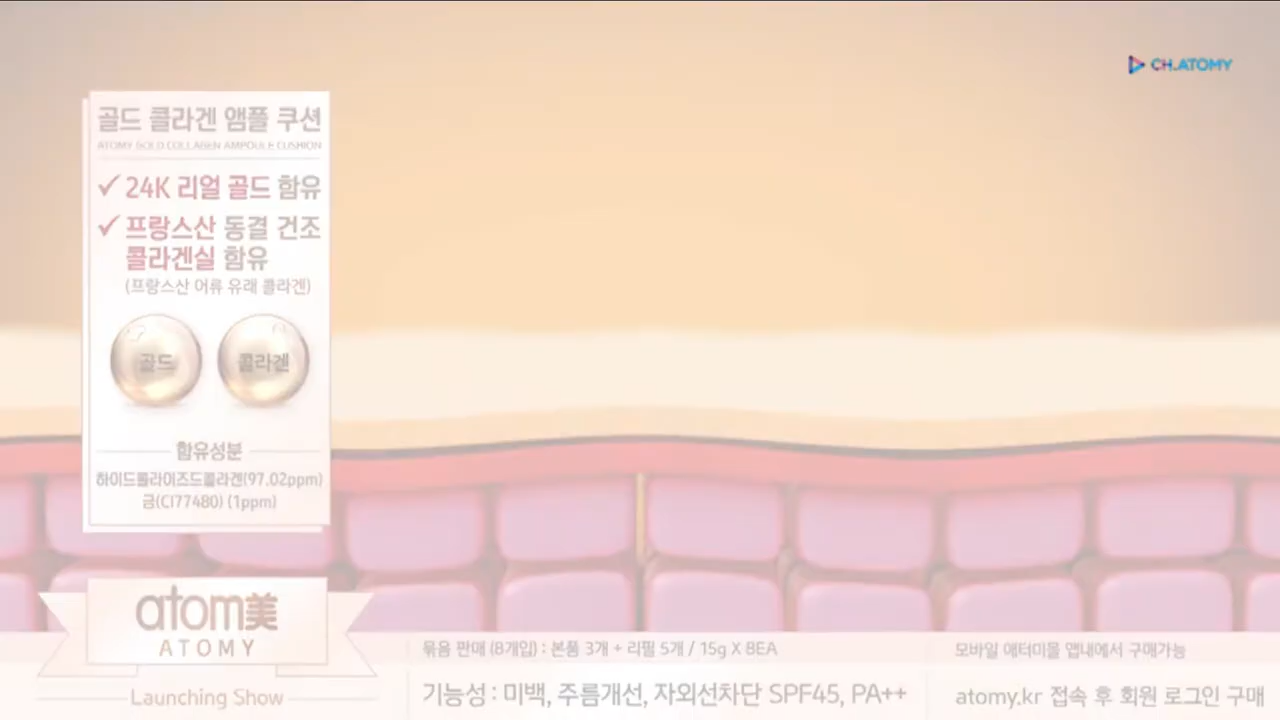 CH.ATOMY
골드 콜라겐 앰플 쿠션
ATOMY GOLD COLLAGEN AMPOULE CUSHION
✓ 24K 리얼 골드 함유
✓ 프랑스산 동결 건조
콜라겐실 함유
(프랑스산 어류 유래 콜라겐)
골드 콜라겐
함유성분
하이드롤라이즈드콜라겐(97.02ppm)
금(CI77480) (1ppm)
atom美
ATOMY
Launching Show
묶음 판매 (8개입) : 본품 3개 + 리필 5개 / 15g X 8EA
기능성 : 미백, 주름개선, 자외선차단 SPF45, PA++
모바일 애터미몰 앱내에서 구매가능
atomy.kr 접속 후 회원 로그인 구매